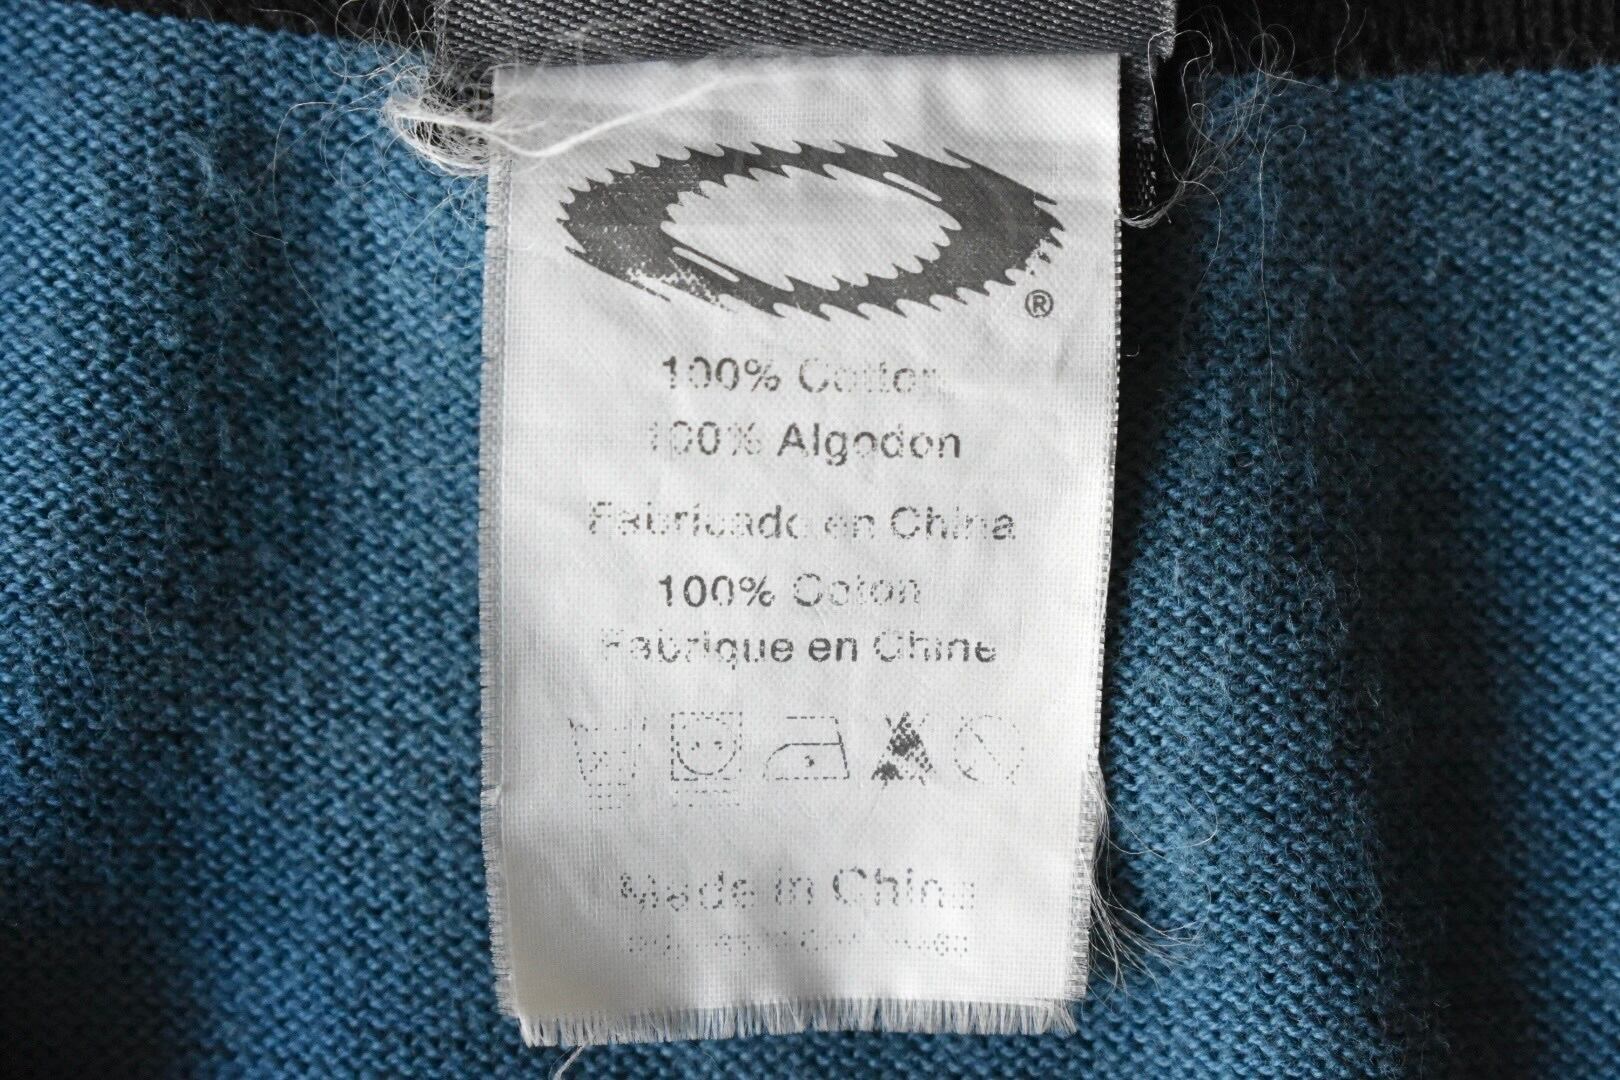 ®
100% Cotton
100% Algodon
Fabricado en China
100% Coton
Fabrique en Chine
Made in China